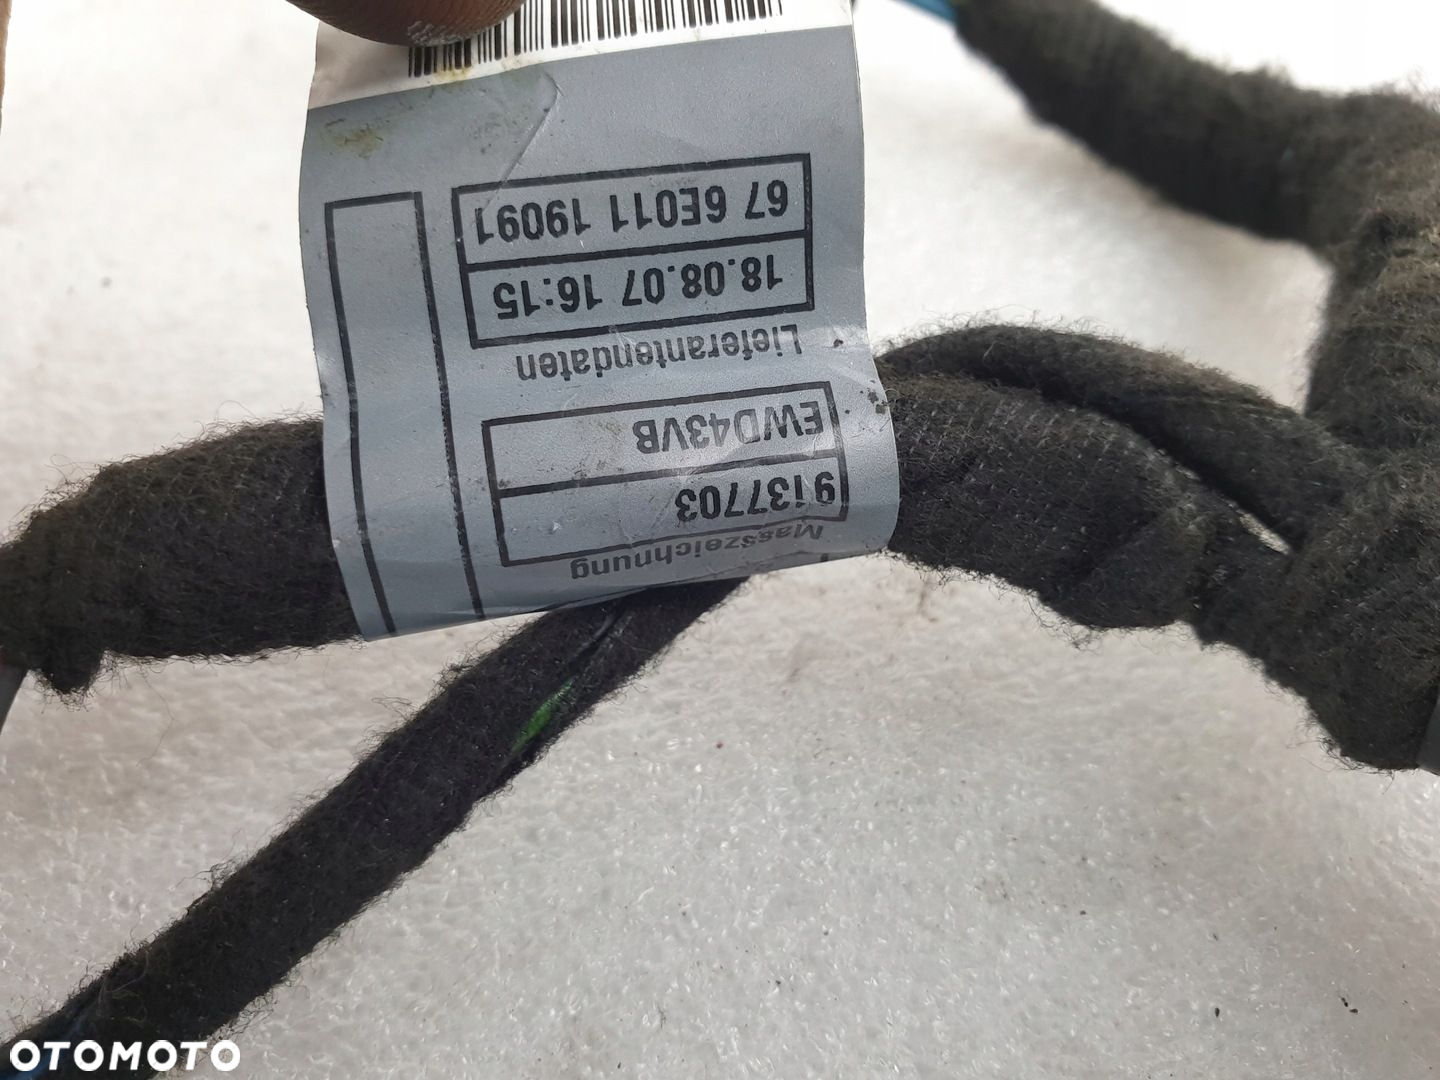 Masszeichnung
9137703
EWD43VB
Lieferantendaten
18.08.07 16:15
67 6E011 19091
OTOMOTO